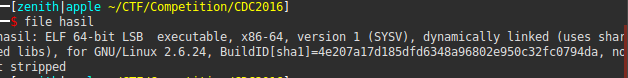 [zenith|apple ~/CTF/Competition/CDC2016]
$ file hasil
hasil: ELF 64-bit LSB  executable, x86-64, version 1 (SYSV), dynamically linked (uses shar
ed libs), for GNU/Linux 2.6.24, BuildID[sha1]=4e207a17d185dfd6348a96802e950c32fc0794da, no
t stripped